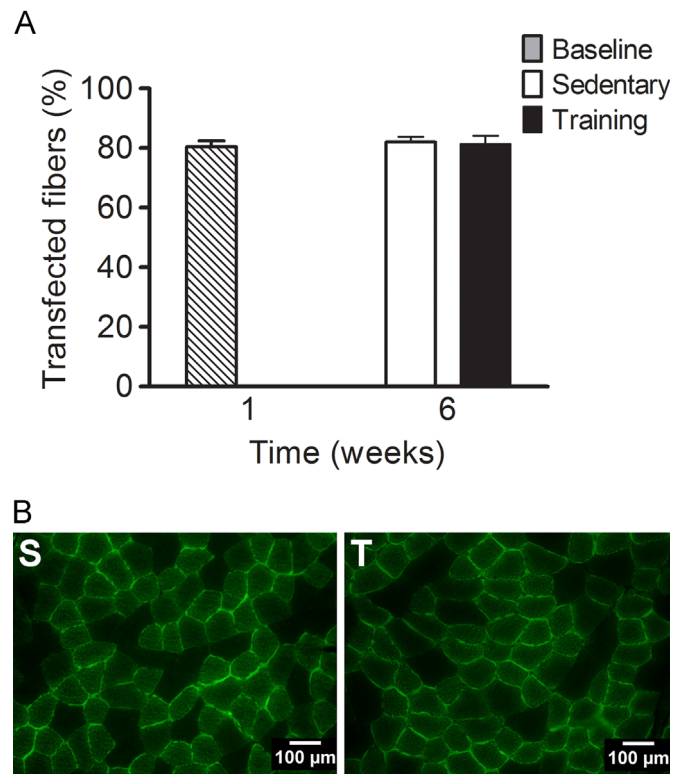 A
Baseline
Sedentary
Training
Transfected fibers (%)
100
80
60
40
20
0
1
6
Time (weeks)
B
S
T
100 µm
100 µm